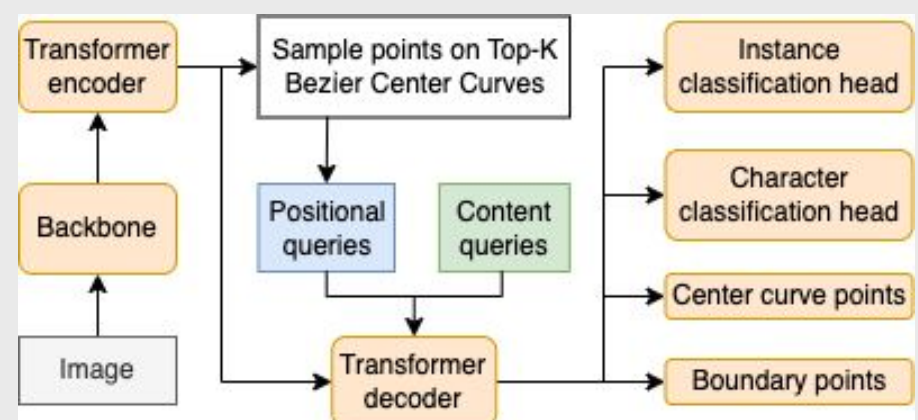 Transformer
encoder
Sample points on Top-K
Bezier Center Curves
Instance
classification head
Backbone
Positional
queries
Content
queries
Character
classification head
Center curve points
Image
Transformer
decoder
Boundary points